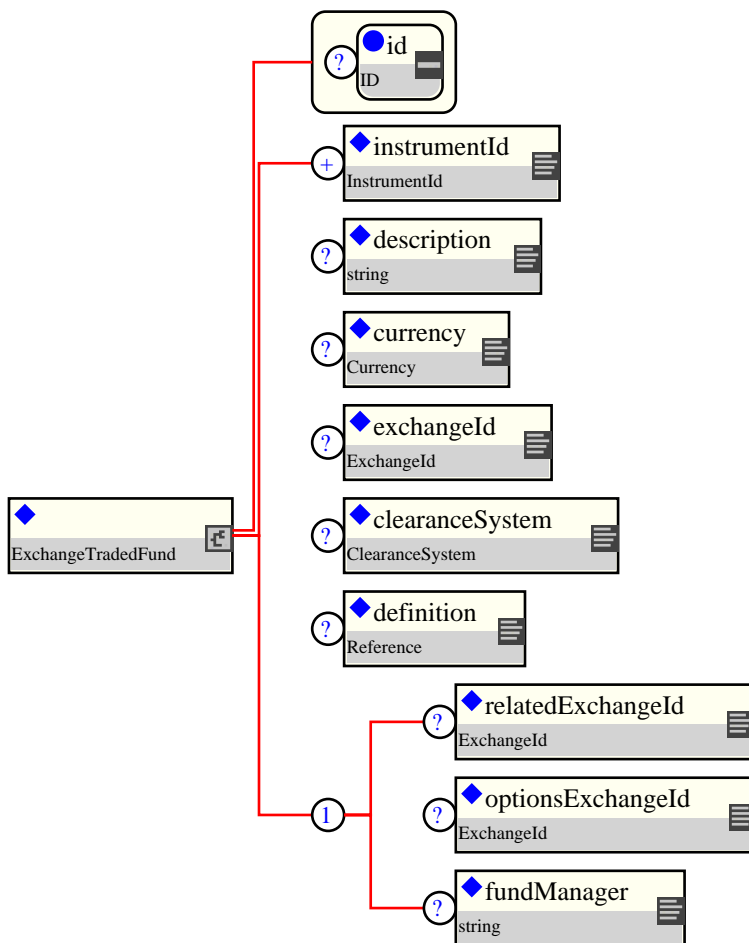 ? id
ID
+ instrumentId
InstrumentId
? description
string
? currency
Currency
? exchangeId
ExchangeId
ExchangeTradedFund
? clearanceSystem
ClearanceSystem
? definition
Reference
? relatedExchangeId
ExchangeId
1
? optionsExchangeId
ExchangeId
? fundManager
string